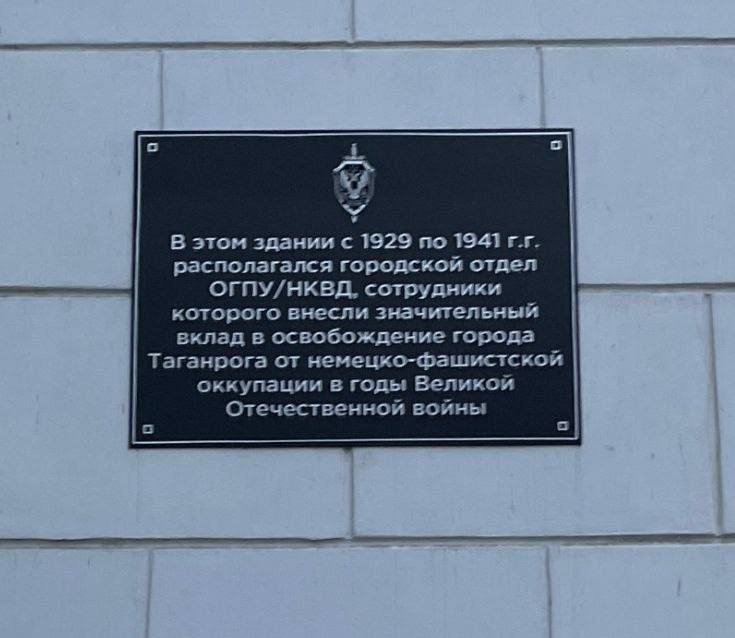 В этом здании с 1929 по 1941 г.г.
располагался городской отдел
ОГПУ/НКВД, сотрудники
которого внесли значительный
вклад в освобождение города
Таганрога от немецко-фашистской
оккупации в годы Великой
Отечественной войны